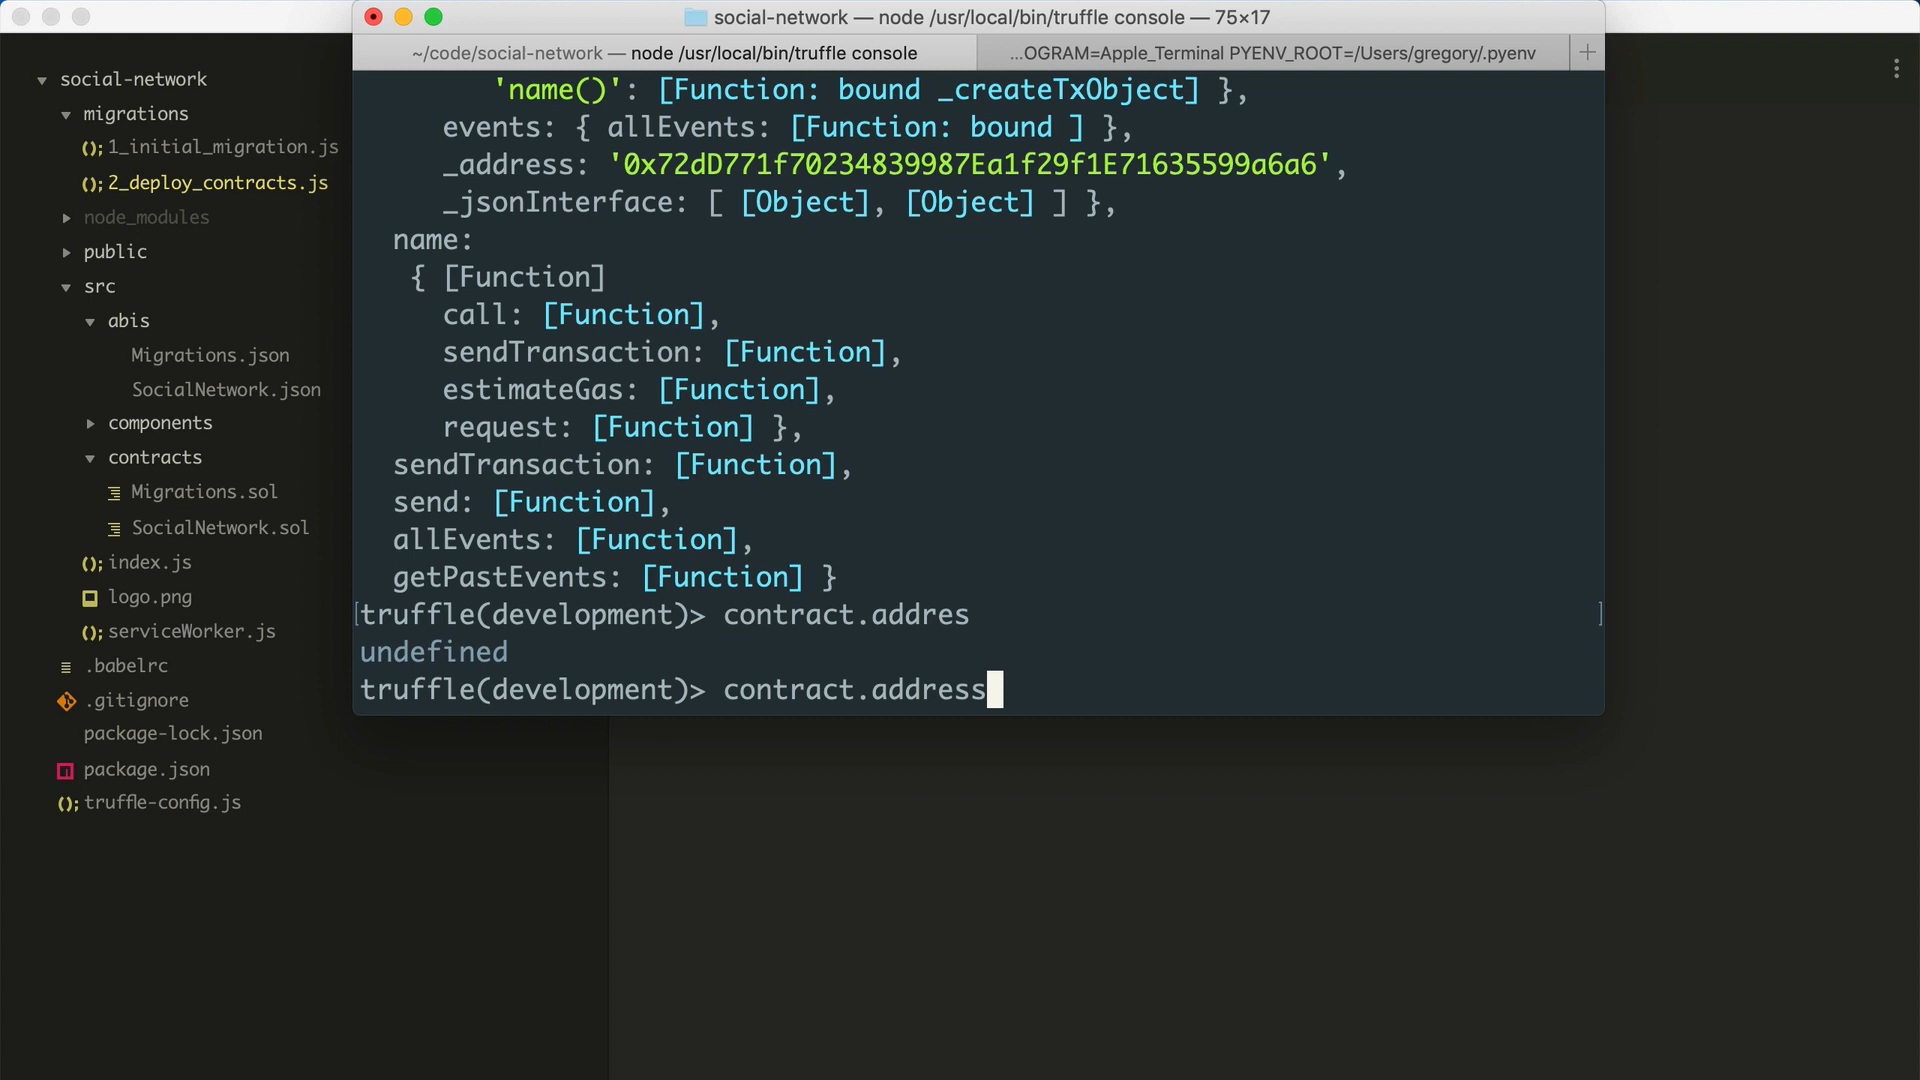 social-network — node /usr/local/bin/truffle console — 75×17
~/code/social-network — node /usr/local/bin/truffle console
...OGRAM=Apple_Terminal PYENV_ROOT=/Users/gregory/.pyenv
social-network
migrations
1_initial_migration.js
2_deploy_contracts.js
node_modules
public
src
abis
Migrations.json
SocialNetwork.json
components
contracts
Migrations.sol
SocialNetwork.sol
index.js
logo.png
serviceWorker.js
.babelrc
.gitignore
package-lock.json
package.json
truffle-config.js
'name()': [Function: bound _createTxObject] },
events: { allEvents: [Function: bound ] },
_address: '0x72dD771f70234839987Ea1f29f1E71635599a6a6',
_jsonInterface: [ [Object], [Object] ] },
name:
{ [Function]
call: [Function],
sendTransaction: [Function],
estimateGas: [Function],
request: [Function] },
sendTransaction: [Function],
send: [Function],
allEvents: [Function],
getPastEvents: [Function] }
truffle(development)> contract.addres
undefined
truffle(development)> contract.address